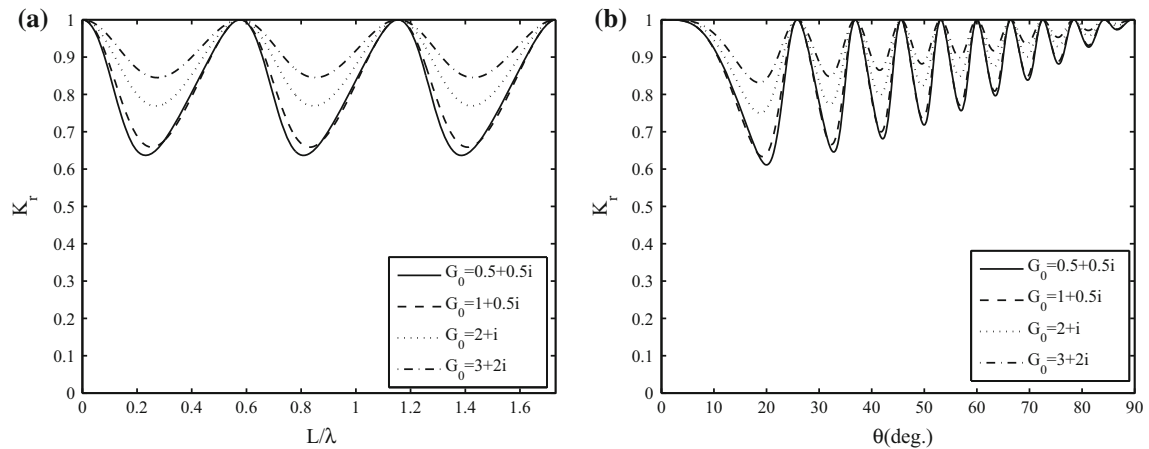 (a)
1
0.9
0.8
0.7
0.6
0.5
0.4
0.3
0.2
0.1
0
K_r
0 0.2 0.4 0.6 0.8 1 1.2 1.4 1.6
L/λ
G_0=0.5+0.5i
G_0=1+0.5i
G_0=2+i
G_0=3+2i
(b)
1
0.9
0.8
0.7
0.6
0.5
0.4
0.3
0.2
0.1
0
K_r
0 10 20 30 40 50 60 70 80 90
θ(deg.)
G_0=0.5+0.5i
G_0=1+0.5i
G_0=2+i
G_0=3+2i